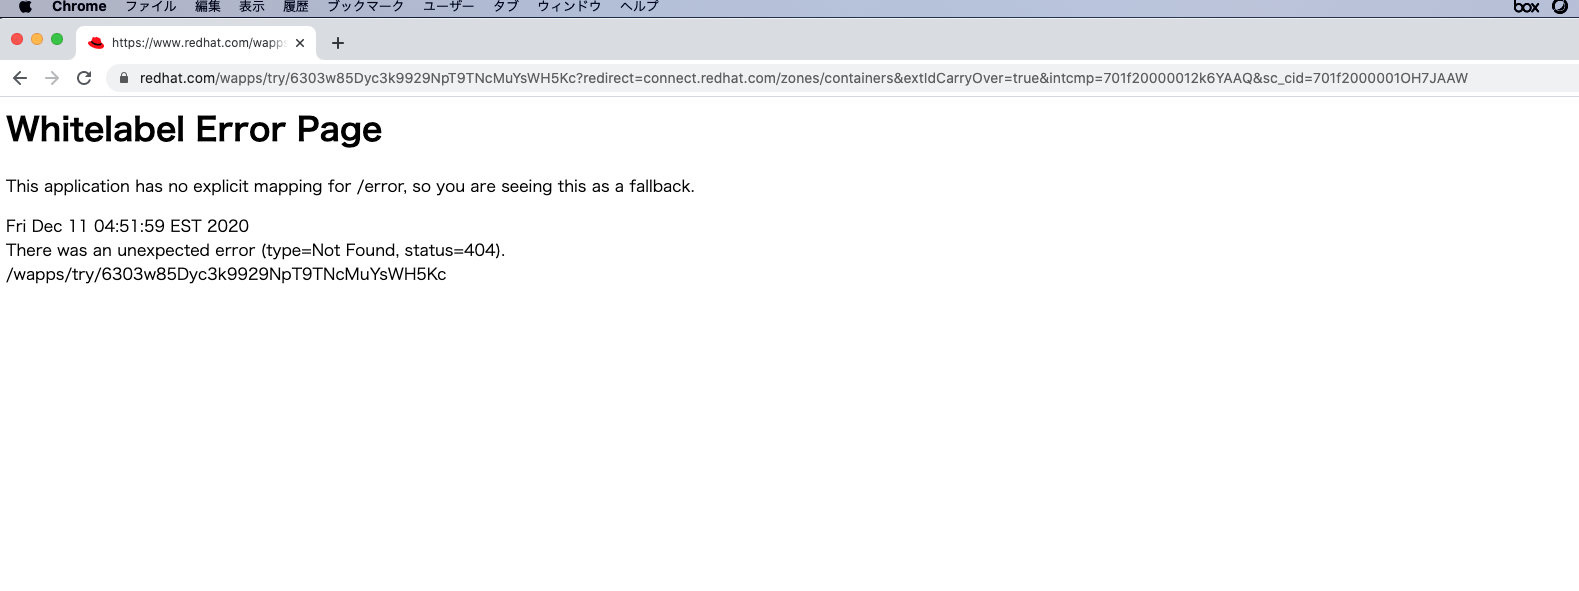 Chrome ファイル 編集 表示 履歴 ブックマーク ユーザー タブ ウィンドウ ヘルプ box
https://www.redhat.com/wapps
redhat.com/wapps/try/6303w85Dyc3k9929NpT9TNcMuYsWH5Kc?redirect=connect.redhat.com/zones/containers&extIdCarryOver=true&intcmp=701f20000012k6YAAQ&sc_cid=701f2000001OH7JAAW
Whitelabel Error Page
This application has no explicit mapping for /error, so you are seeing this as a fallback.
Fri Dec 11 04:51:59 EST 2020
There was an unexpected error (type=Not Found, status=404).
/wapps/try/6303w85Dyc3k9929NpT9TNcMuYsWH5Kc